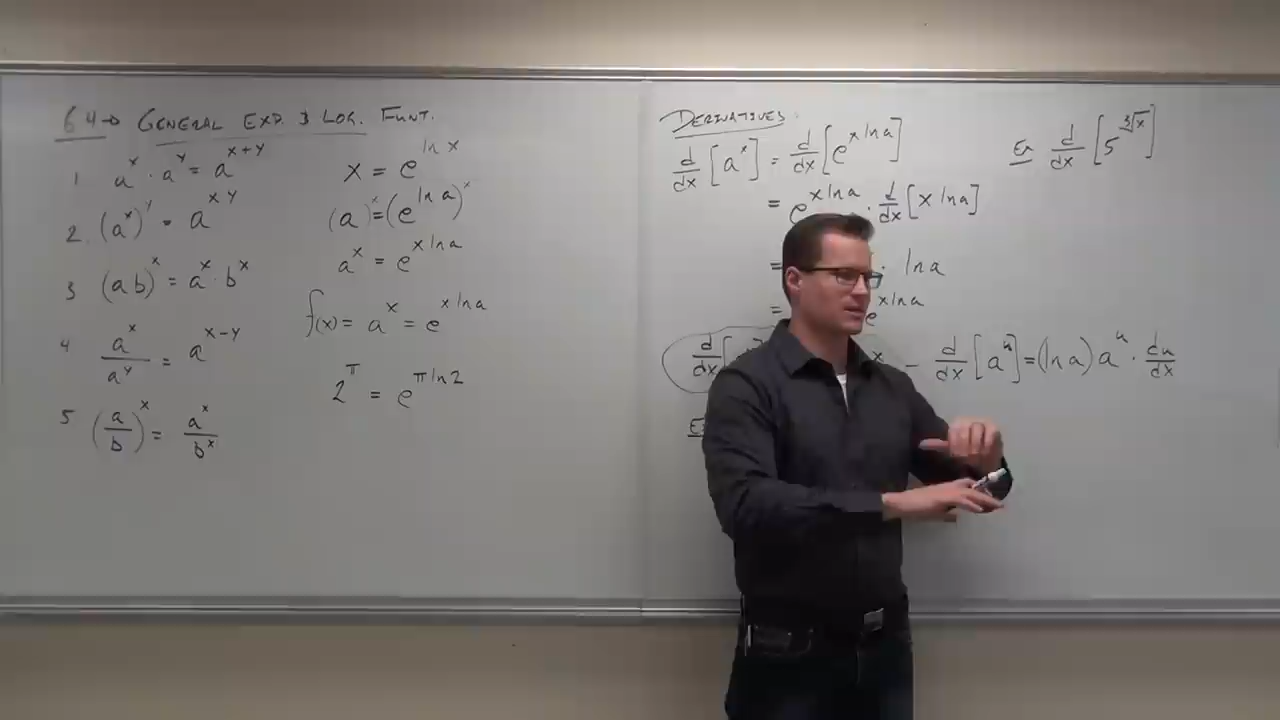 6.4 → GENERAL EXP. & LOG. FUNT.
1 a^x · a^y = a^{x+y}
2. (a^x)^y = a^{xy}
3 (ab)^x = a^x · b^x
4 a^x / a^y = a^{x-y}
5 (a/b)^x = a^x / b^x
x = e^{ln x}
(a)^x = (e^{ln a})^x
a^x = e^{x ln a}
f(x) = a^x = e^{x ln a}
2^π = e^{π ln 2}
DERIVATIVES.
d/dx [a^x] = d/dx [e^{x ln a}]
= e^{x ln a} · d/dx [x ln a]
= · ln a
= e^{x ln a}
d/dx [ x – d/dx [a^u] = (ln a) a^u · du/dx
Ex d/dx [5^{∛x}]